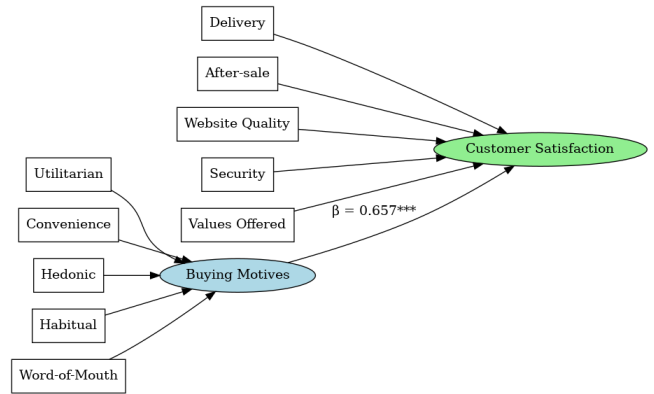 Delivery
After-sale
Website Quality
Customer Satisfaction
Security
Utilitarian
Values Offered
β = 0.657***
Convenience
Hedonic
Buying Motives
Habitual
Word-of-Mouth